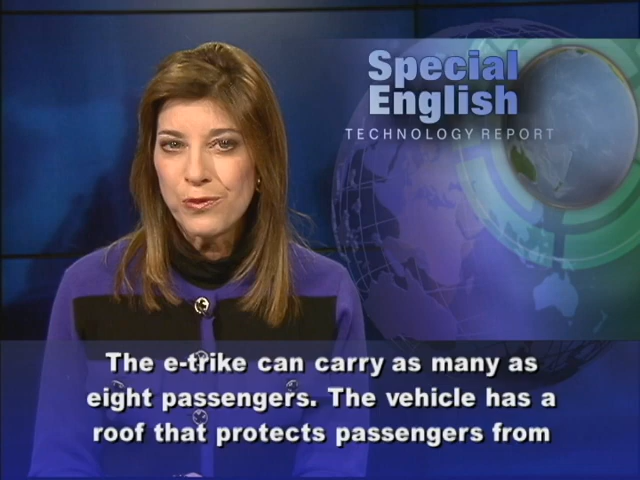 Special
English
TECHNOLOGY REPORT
The e-trike can carry as many as
eight passengers. The vehicle has a
roof that protects passengers from